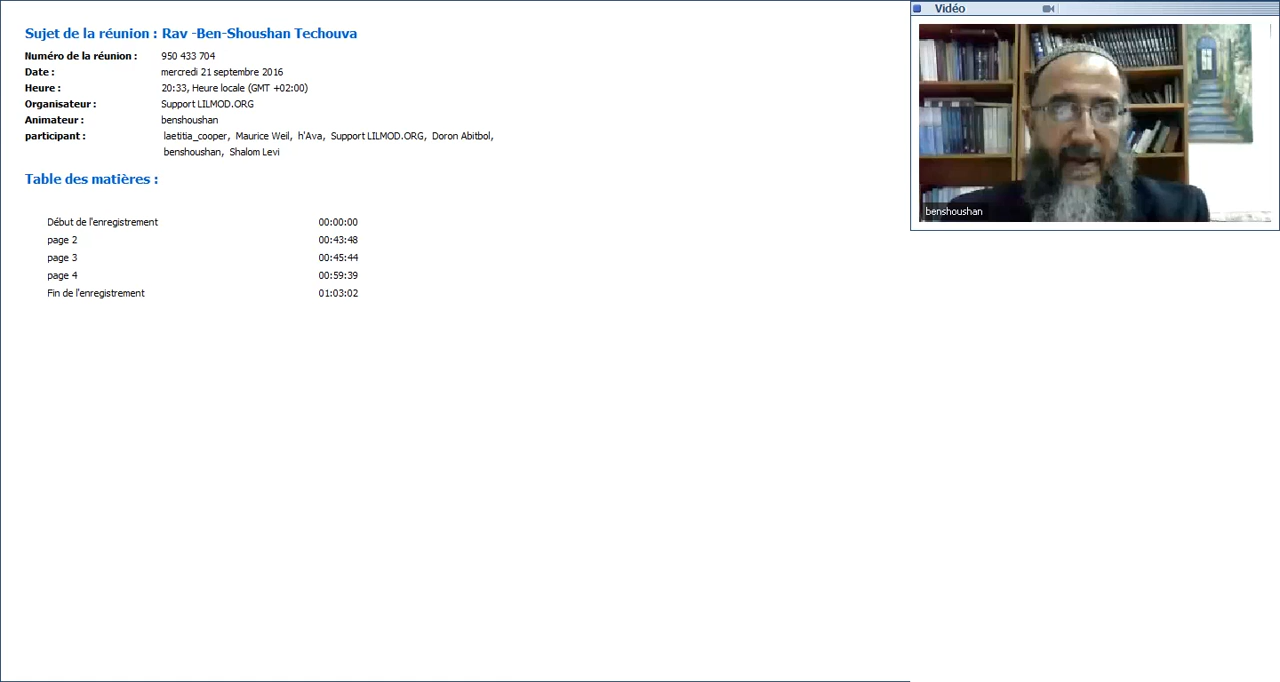 Sujet de la réunion : Rav -Ben-Shoushan Techouva
Numéro de la réunion : 950 433 704
Date : mercredi 21 septembre 2016
Heure : 20:33, Heure locale (GMT +02:00)
Organisateur : Support LILMOD.ORG
Animateur : benshoushan
participant : laetitia_cooper, Maurice Weil, h'Ava, Support LILMOD.ORG, Doron Abitbol,
benshoushan, Shalom Levi
Table des matières :
Début de l'enregistrement 00:00:00
page 2 00:43:48
page 3 00:45:44
page 4 00:59:39
Fin de l'enregistrement 01:03:02
Vidéo
benshoushan